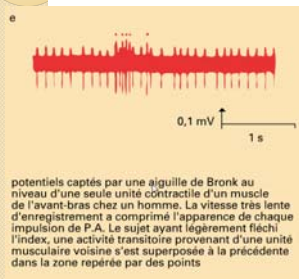 e
0,1 mV
1 s
potentiels captés par une aiguille de Bronk au
niveau d'une seule unité contractile d'un muscle
de l'avant-bras chez un homme. La vitesse très lente
d'enregistrement a comprimé l'apparence de chaque
impulsion de P.A. Le sujet ayant légèrement fléchi
l'index, une activité transitoire provenant d'une unité
musculaire voisine s'est superposée à la précédente
dans la zone repérée par des points